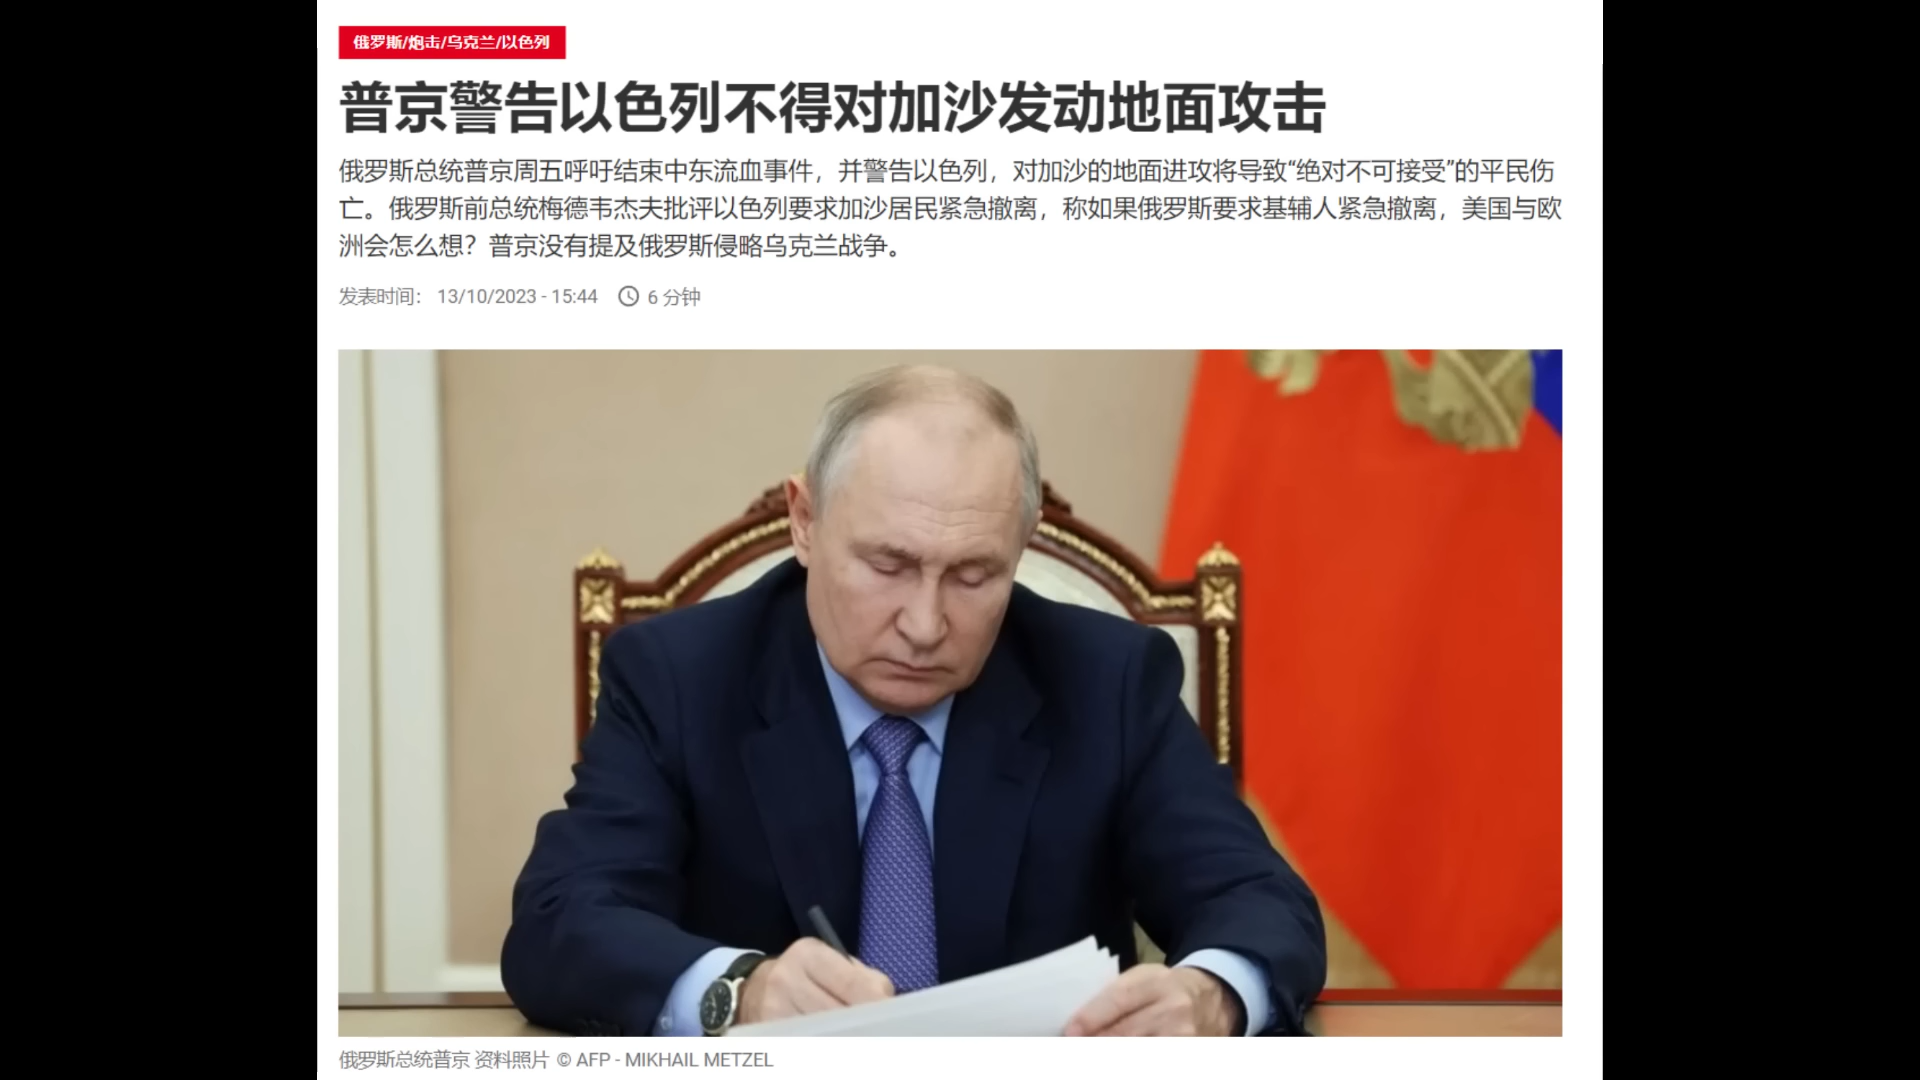 俄罗斯/炮击/乌克兰/以色列
普京警告以色列不得对加沙发动地面攻击
俄罗斯总统普京周五呼吁结束中东流血事件，并警告以色列，对加沙的地面进攻将导致“绝对不可接受”的平民伤
亡。俄罗斯前总统梅德韦杰夫批评以色列要求加沙居民紧急撤离，称如果俄罗斯要求基辅人紧急撤离，美国与欧
洲会怎么想？普京没有提及俄罗斯侵略乌克兰战争。
发表时间： 13/10/2023 - 15:44 6 分钟
俄罗斯总统普京 资料照片 © AFP - MIKHAIL METZEL